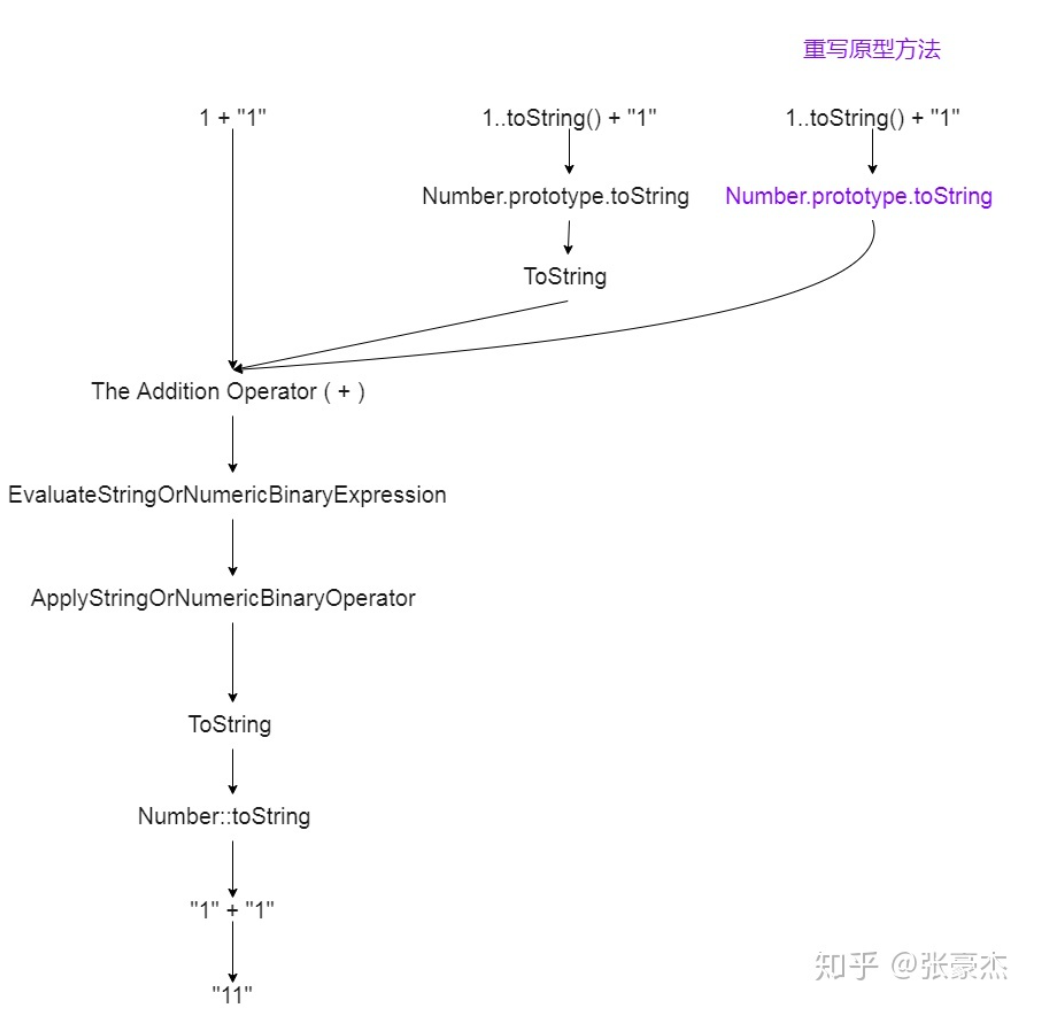 重写原型方法
1 + "1"
1..toString() + "1"
1..toString() + "1"
Number.prototype.toString
Number.prototype.toString
ToString
The Addition Operator ( + )
EvaluateStringOrNumericBinaryExpression
ApplyStringOrNumericBinaryOperator
ToString
Number::toString
"1" + "1"
"11"
知乎 @张豪杰